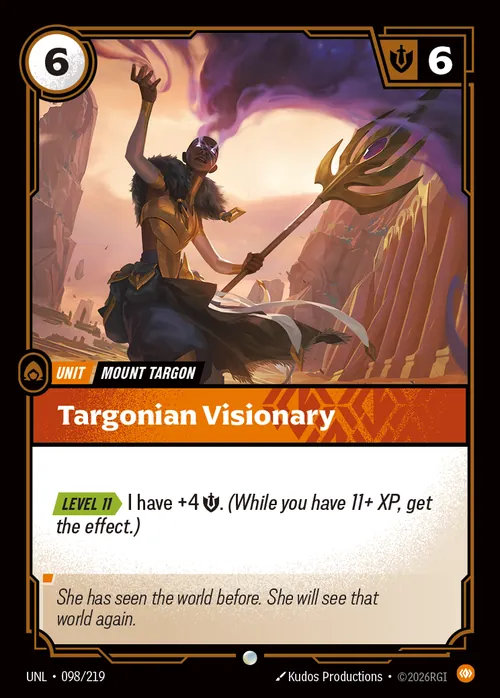 6
6
UNIT MOUNT TARGON
Targonian Visionary
LEVEL 11 I have +4. (While you have 11+ XP, get
the effect.)
She has seen the world before. She will see that
world again.
UNL • 098/219 Kudos Productions • ©2026RGI